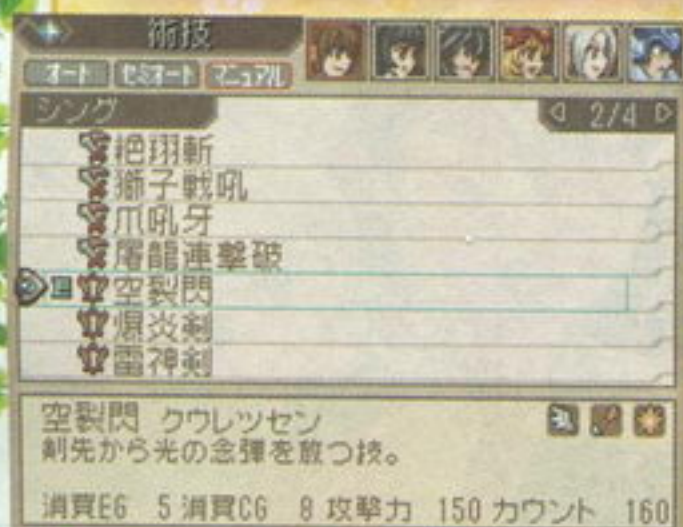 術技
オート セミオート マニュアル
シング 2/4
絶翔斬
獅子戦吼
爪吼牙
屠龍連撃破
空裂閃
爆炎剣
雷神剣
空裂閃 クウレツセン
剣先から光の念弾を放つ技。
消費EG 5 消費CG 8 攻撃力 150 カウント 160